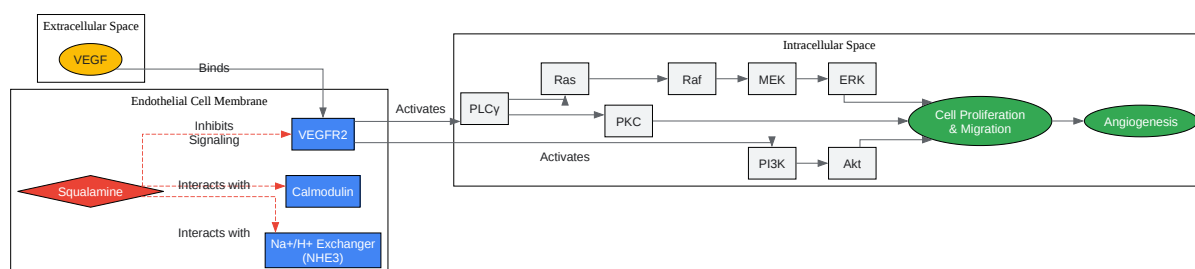 Extracellular Space
VEGF
Binds
Endothelial Cell Membrane
Inhibits
Signaling
VEGFR2
Squalamine
Interacts with
Calmodulin
Interacts with
Na+/H+ Exchanger
(NHE3)
Activates
Activates
Intracellular Space
PLCγ
Ras
Raf
MEK
ERK
PKC
PI3K
Akt
Cell Proliferation
& Migration
Angiogenesis